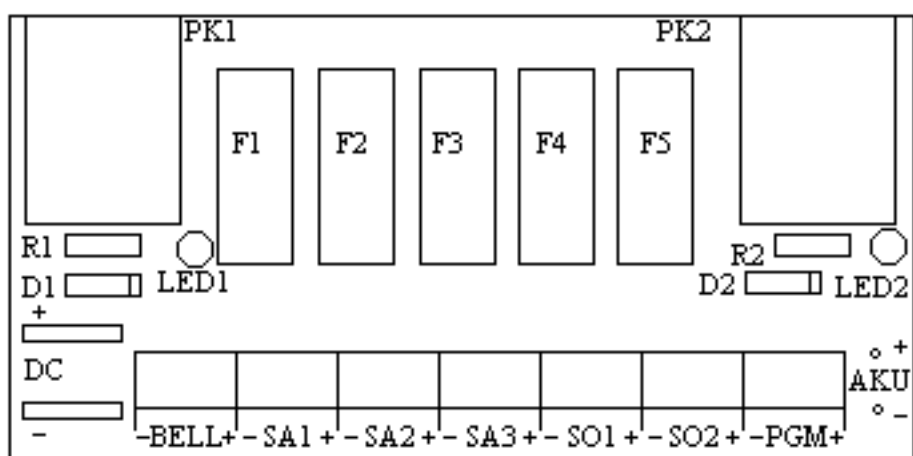 PK1 PK2
F1 F2 F3 F4 F5
R1 R2
LED1 LED2
D1 D2
+ +
DC AKU
- -
-BELL+-SA1+-SA2+-SA3+-SO1+-SO2+-PGM+